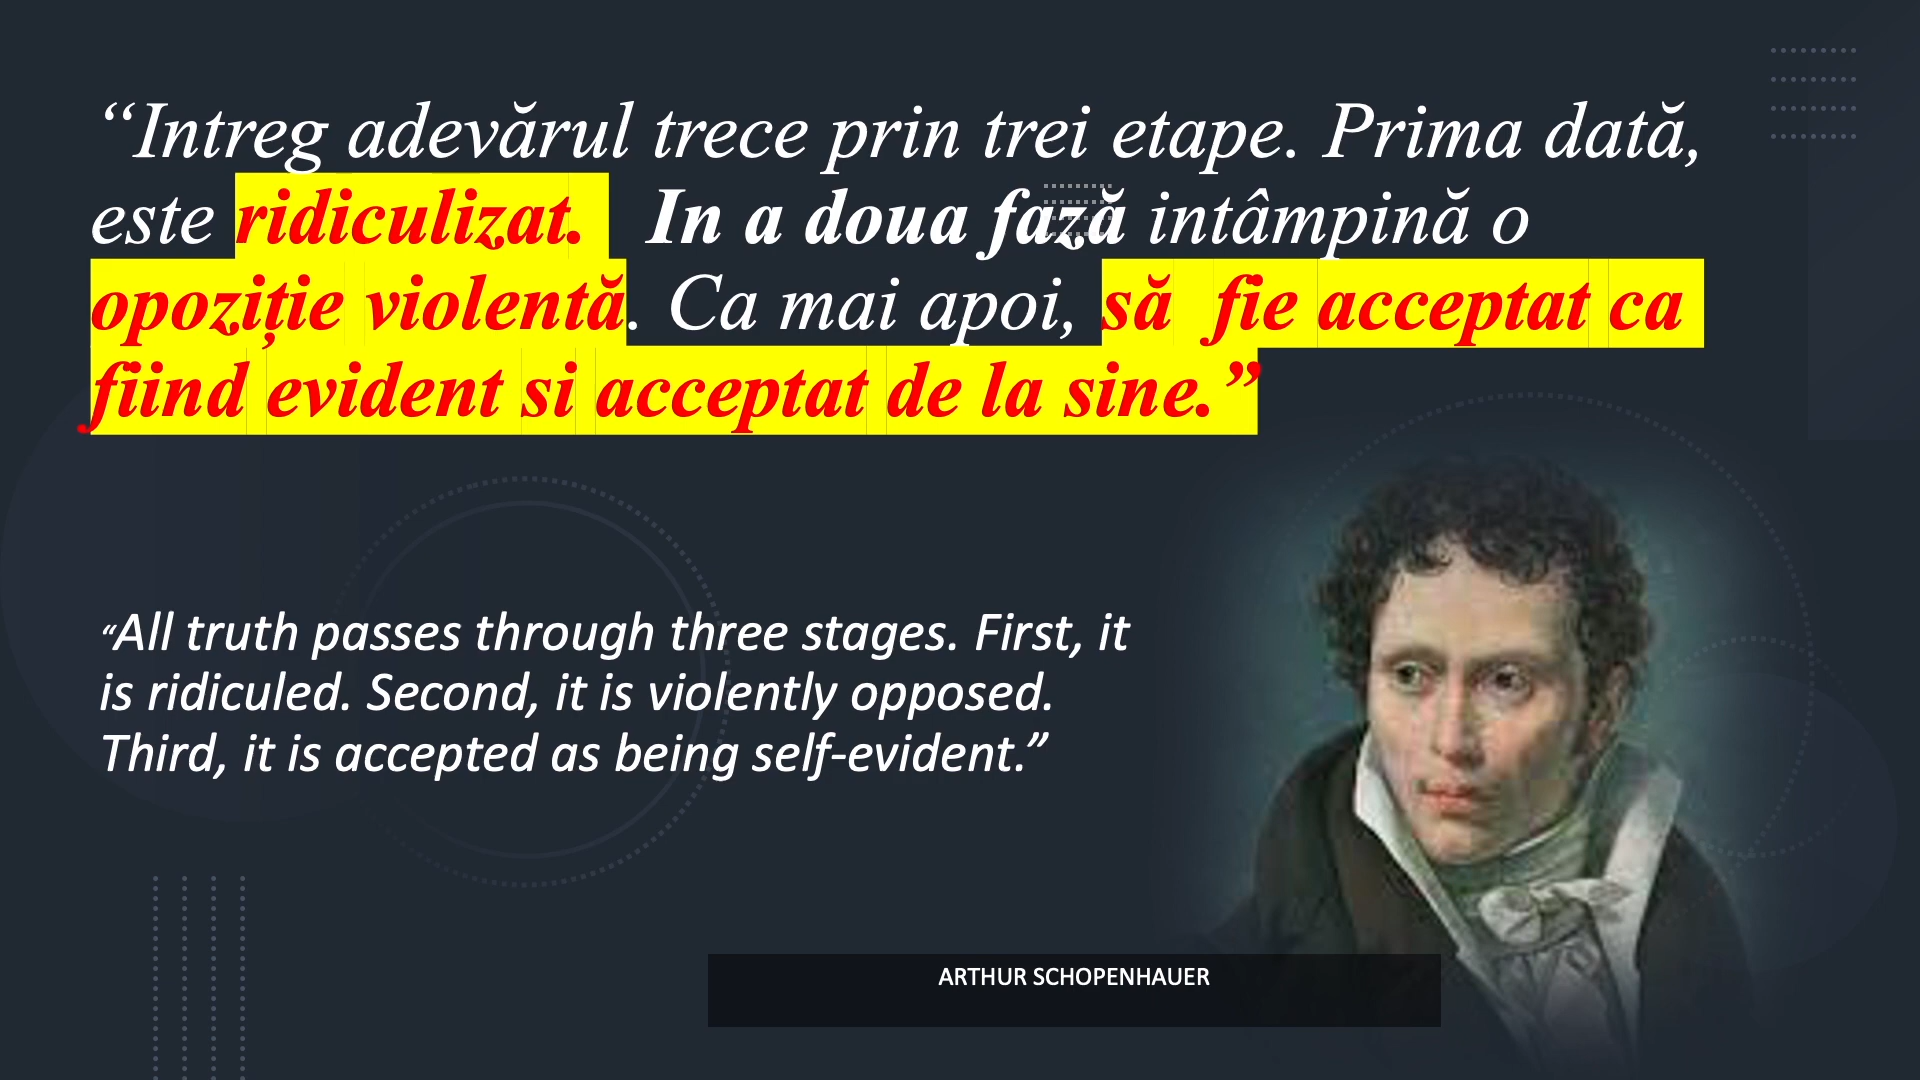 “Intreg adevărul trece prin trei etape. Prima dată,
este ridiculizat. In a doua fază intâmpină o
opoziție violentă. Ca mai apoi, să fie acceptat ca
fiind evident si acceptat de la sine.”
“All truth passes through three stages. First, it
is ridiculed. Second, it is violently opposed.
Third, it is accepted as being self-evident.”
ARTHUR SCHOPENHAUER